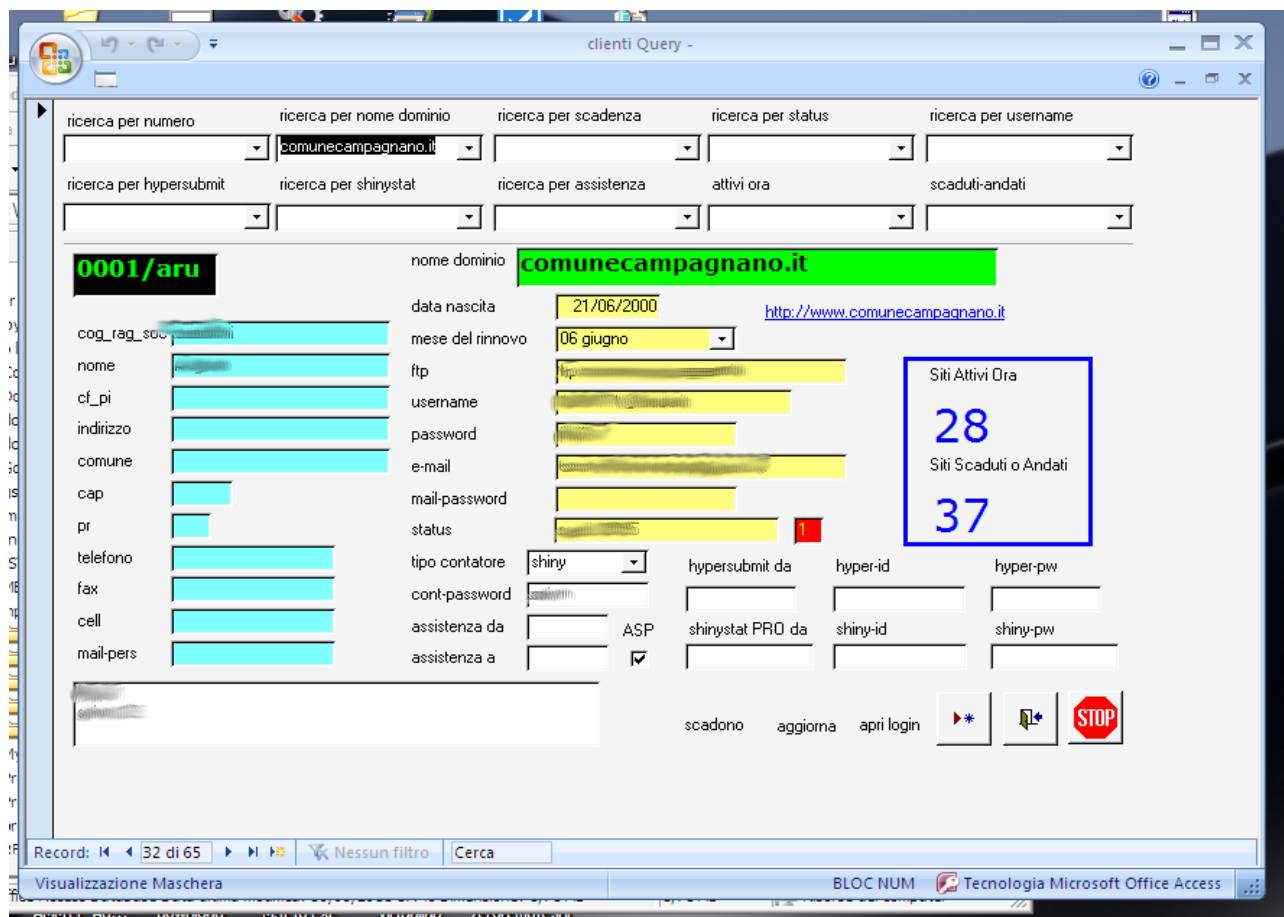 clienti Query -
ricerca per numero ricerca per nome dominio ricerca per scadenza ricerca per status ricerca per username
comunecampagnano.it
ricerca per hypersubmit ricerca per shinystat ricerca per assistenza attivi ora scaduti-andati
0001/aru nome dominio comunecampagnano.it
data nascita 21/06/2000 http://www.comunecampagnano.it
cog_rag_soc mese del rinnovo 06 giugno
nome ftp Siti Attivi Ora
cf_pi username 28
indirizzo password
comune e-mail Siti Scaduti o Andati
cap mail-password 37
pr status 1
telefono tipo contatore shiny hypersubmit da hyper-id hyper-pw
fax cont-password
cell assistenza da ASP shinystat PRO da shiny-id shiny-pw
mail-pers assistenza a
scadono aggiorna apri login STOP
Record: 32 di 65 Nessun filtro Cerca
Visualizzazione Maschera BLOC NUM Tecnologia Microsoft Office Access